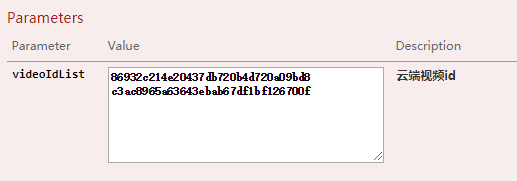 Parameters
Parameter Value Description
videoIdList 86932c214e20437db720b4d720a09bd8 云端视频id
c3ac8965a63643ebab67df1bf126700f